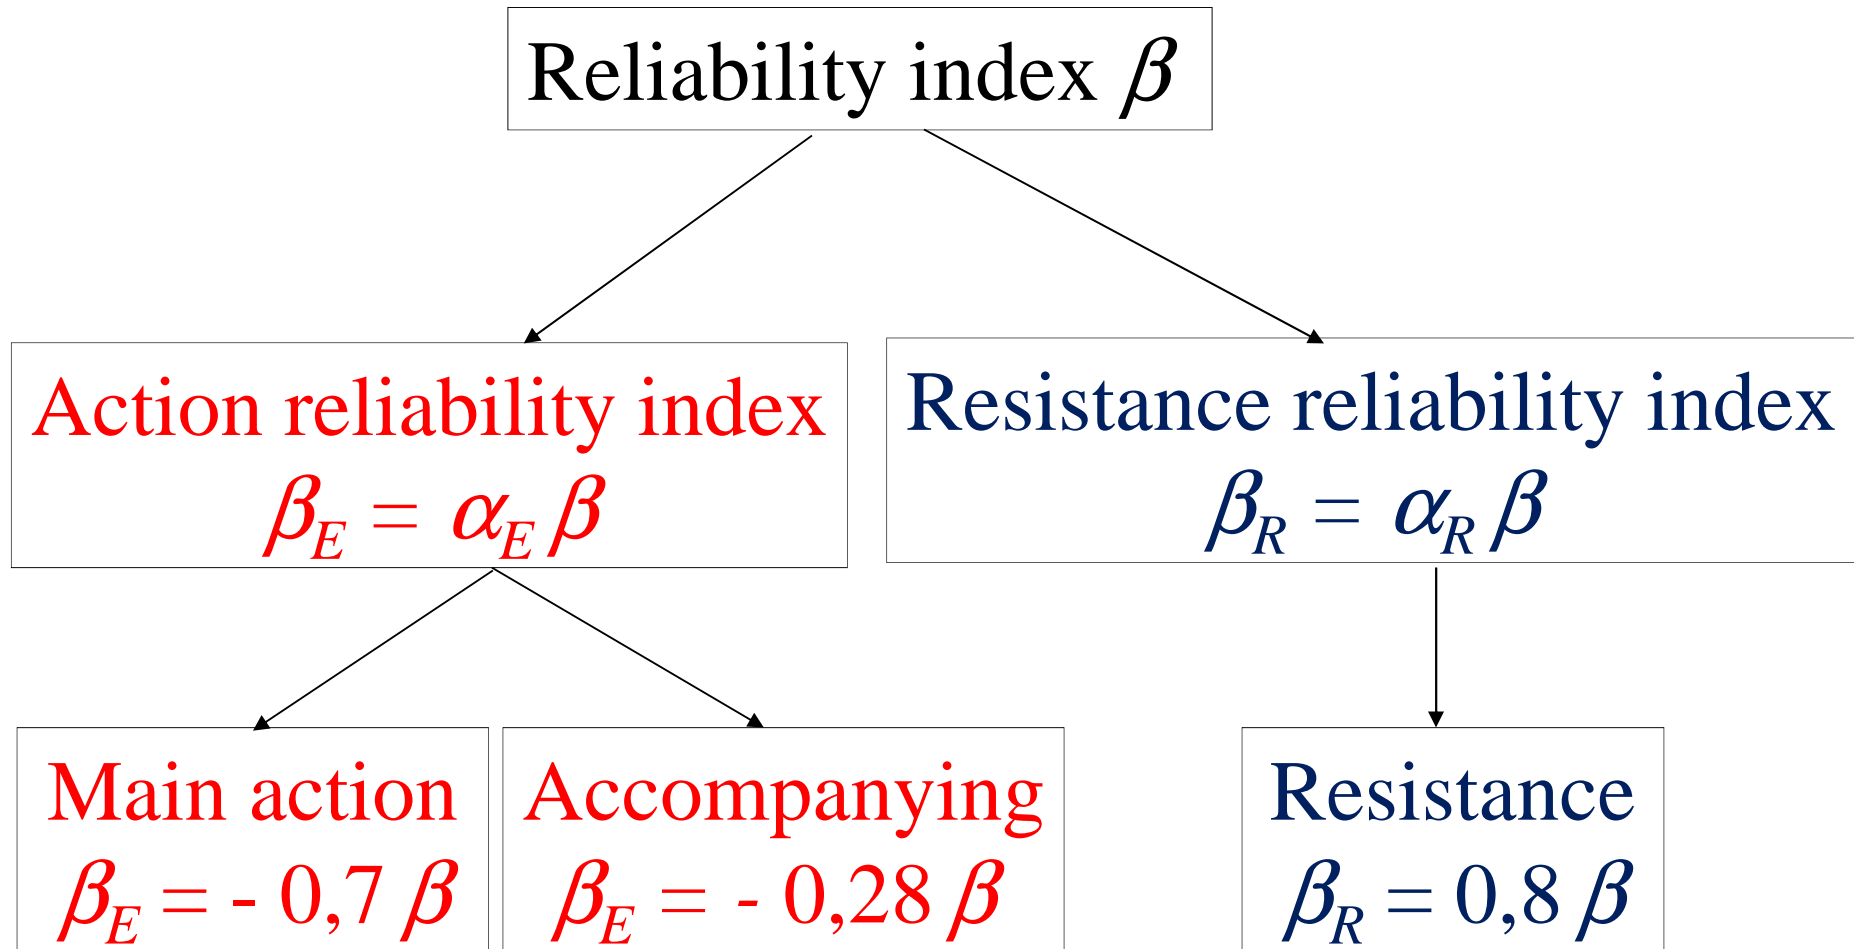 Reliability index β
Action reliability index
β_E = α_E β
Resistance reliability index
β_R = α_R β
Main action
β_E = - 0,7 β
Accompanying
β_E = - 0,28 β
Resistance
β_R = 0,8 β